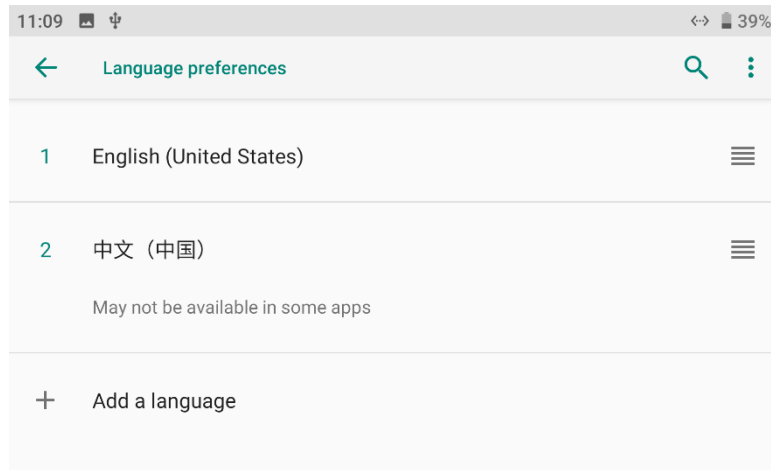 11:09 39%
Language preferences
1 English (United States)
2 中文（中国）
May not be available in some apps
Add a language